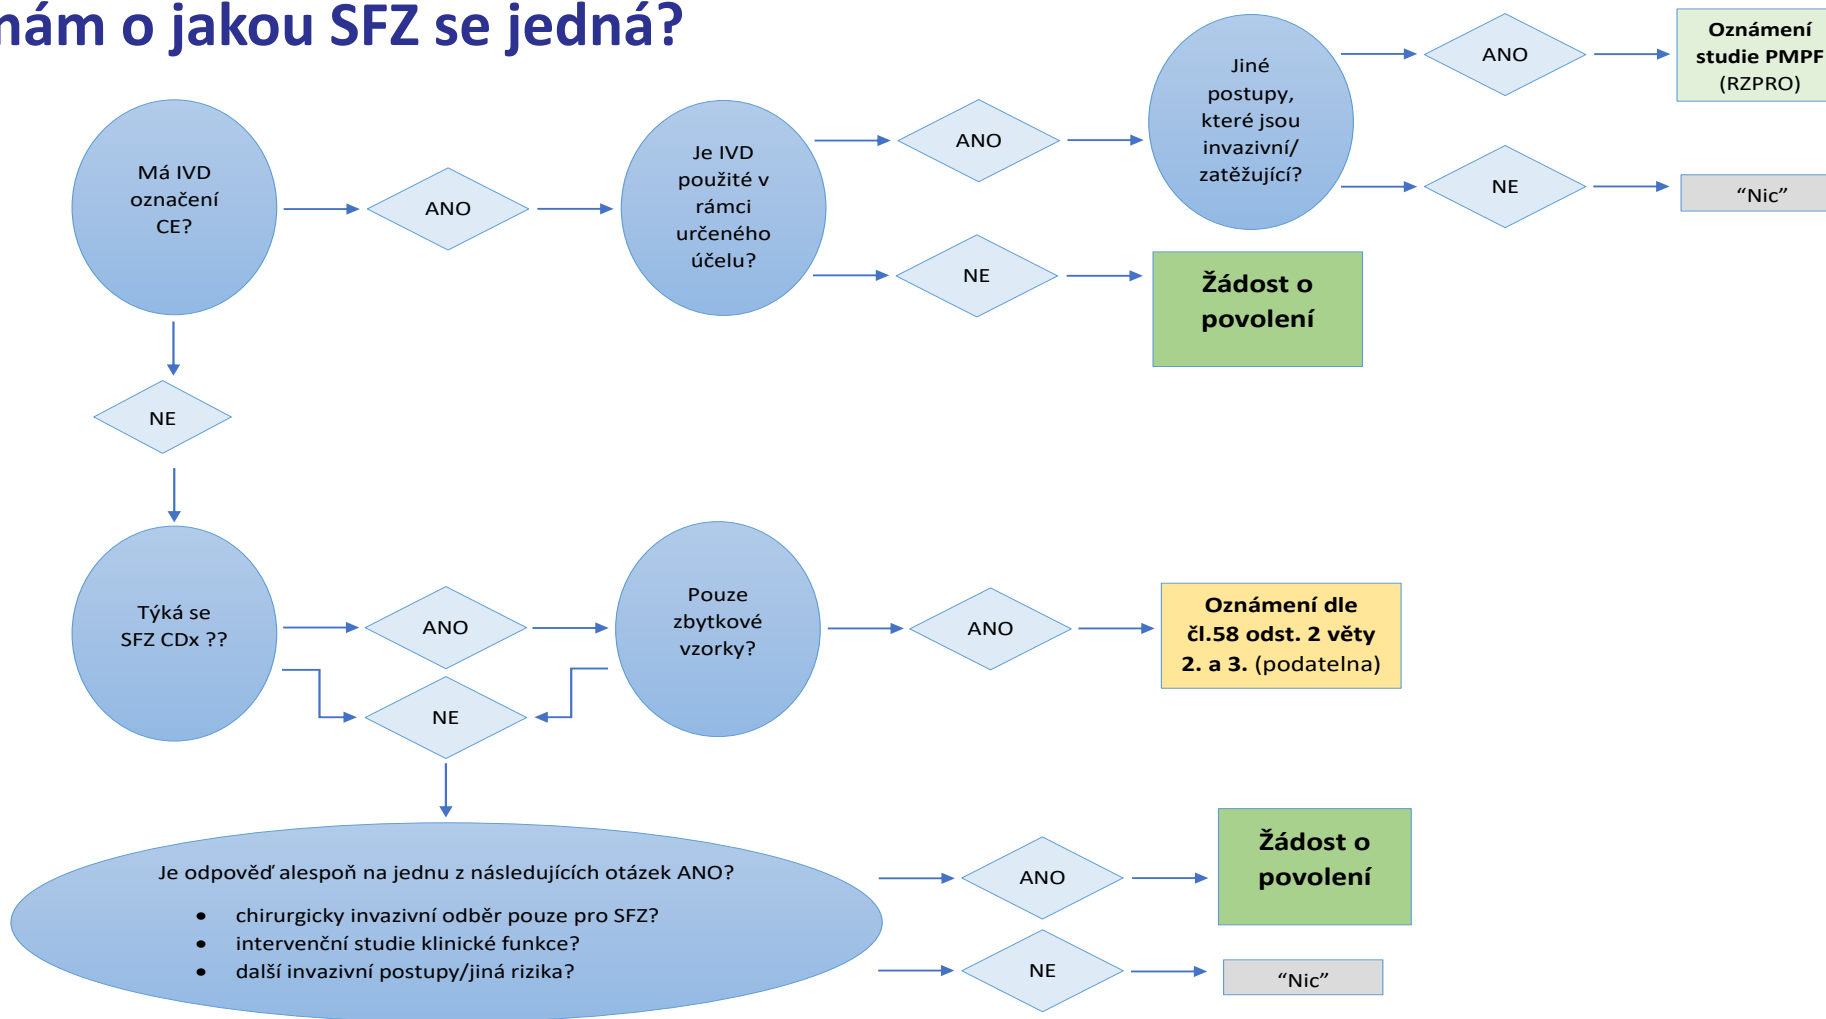 nám o jakou SFZ se jedná?
Má IVD
označení
CE?
ANO
Je IVD
použité v
rámci
určeného
účelu?
ANO
Jiné
postupy,
které jsou
invazivní/
zatěžující?
ANO
Oznámení
studie PMPF
(RZPRO)
NE
“Nic”
NE
Žádost o
povolení
NE
Týká se
SFZ CDx ??
ANO
Pouze
zbytkové
vzorky?
ANO
Oznámení dle
čl.58 odst. 2 věty
2. a 3. (podatelna)
NE
Je odpověď alespoň na jednu z následujících otázek ANO?
• chirurgicky invazivní odběr pouze pro SFZ?
• intervenční studie klinické funkce?
• další invazivní postupy/jiná rizika?
ANO
Žádost o
povolení
NE
“Nic”